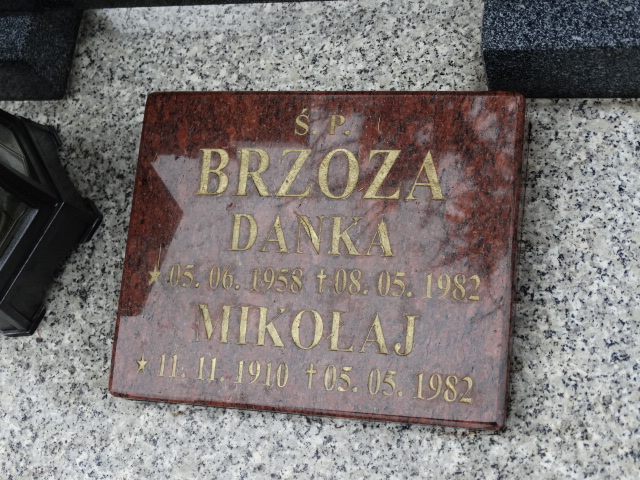 Ś. P.
BRZOZA
DANKA
★ 05. 06. 1958 † 08. 05. 1982
MIKOŁAJ
★ 11. 11. 1910 † 05. 05. 1982